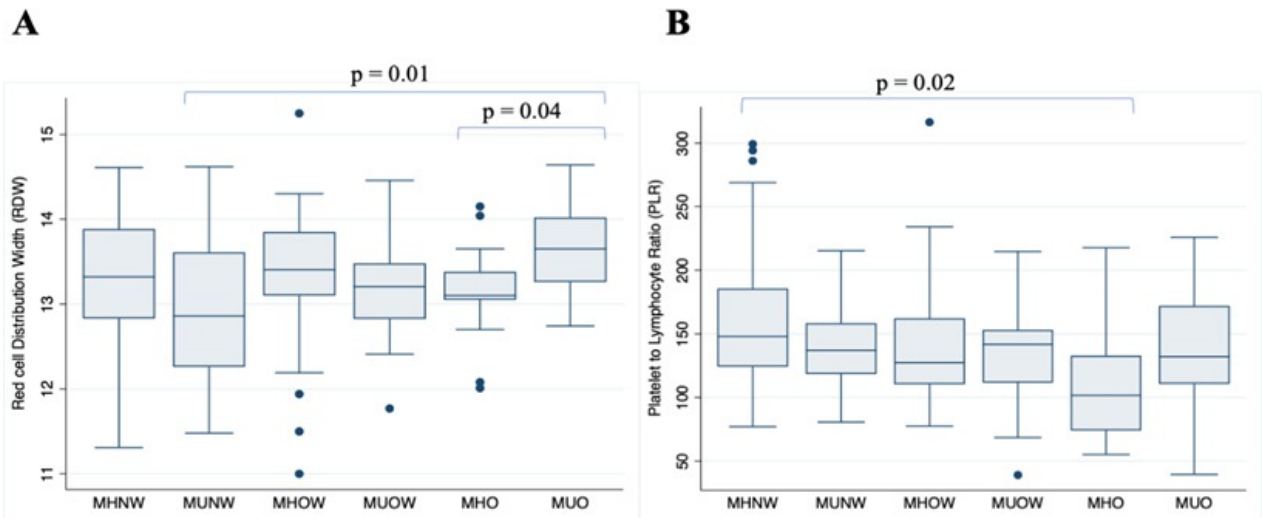 A
p = 0.01
p = 0.04
Red cell Distribution Width (RDW)
15
14
13
12
11
MHNW MUNW MHOW MUOW MHO MUO
B
p = 0.02
Platelet to Lymphocyte Ratio (PLR)
300
250
200
150
100
50
MHNW MUNW MHOW MUOW MHO MUO